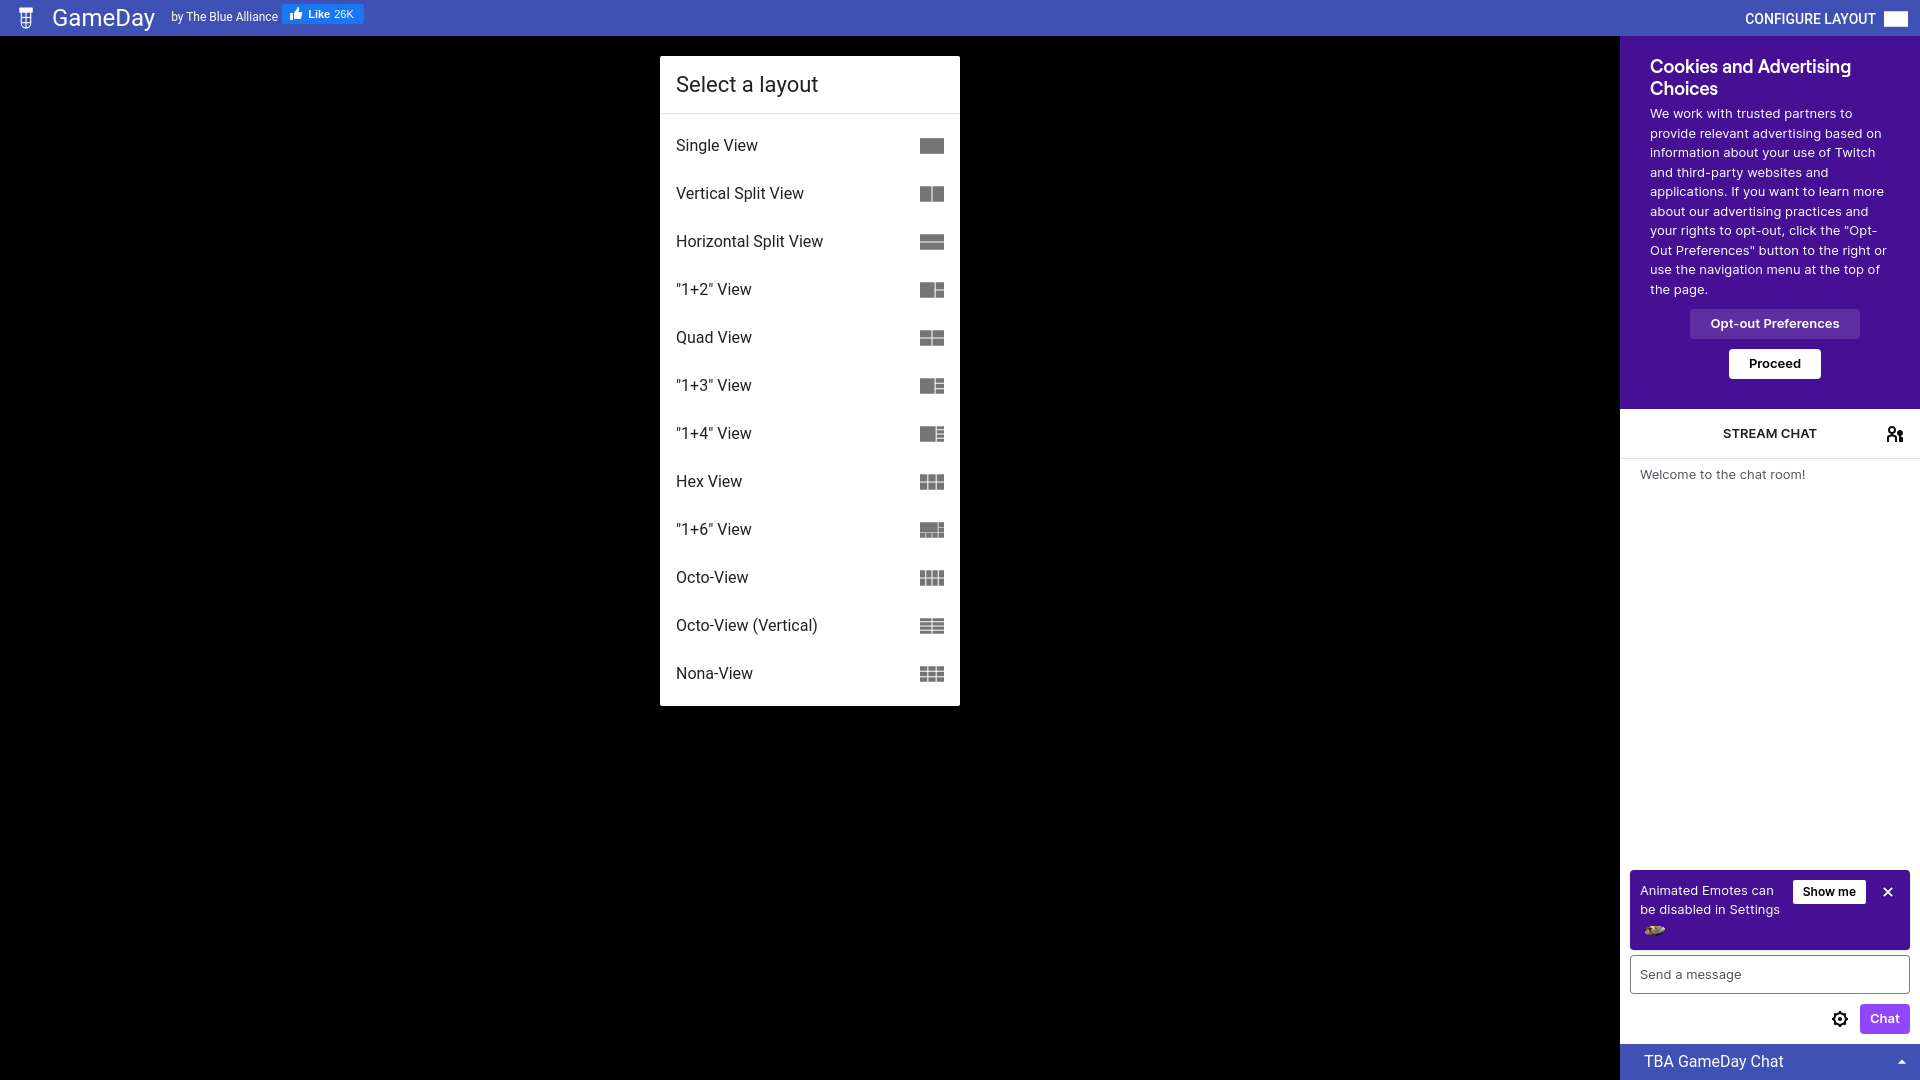 GameDay by The Blue Alliance Like 26K
CONFIGURE LAYOUT
Select a layout
Single View
Vertical Split View
Horizontal Split View
"1+2" View
Quad View
"1+3" View
"1+4" View
Hex View
"1+6" View
Octo-View
Octo-View (Vertical)
Nona-View
Cookies and Advertising
Choices
We work with trusted partners to
provide relevant advertising based on
information about your use of Twitch
and third-party websites and
applications. If you want to learn more
about our advertising practices and
your rights to opt-out, click the "Opt-
Out Preferences" button to the right or
use the navigation menu at the top of
the page.
Opt-out Preferences
Proceed
STREAM CHAT
Welcome to the chat room!
Animated Emotes can
be disabled in Settings
Show me
Send a message
Chat
TBA GameDay Chat